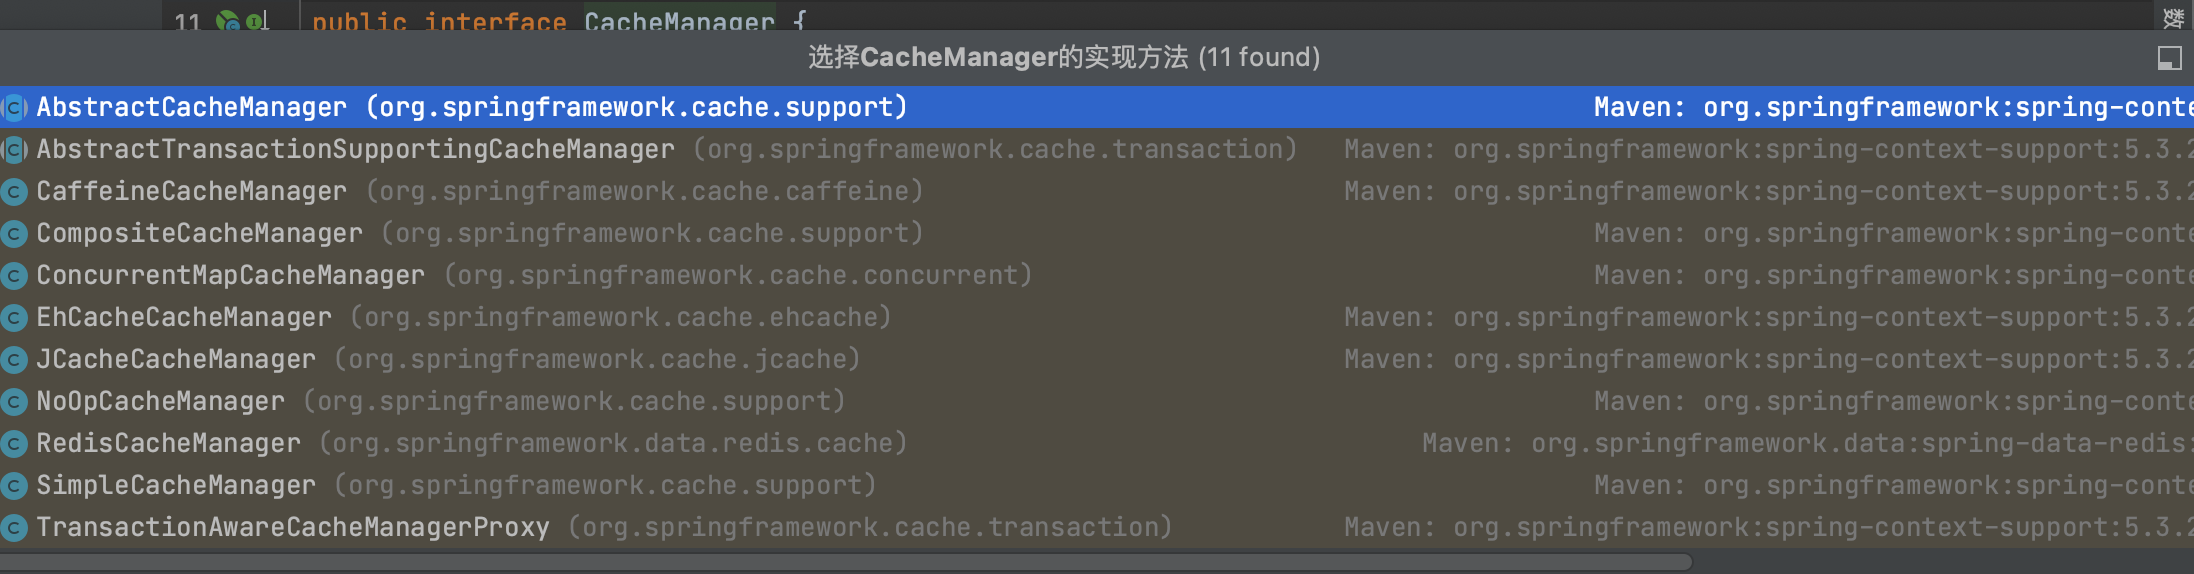 11 public interface CacheManager {
数
选择CacheManager的实现方法 (11 found)
AbstractCacheManager (org.springframework.cache.support) Maven: org.springframework:spring-conte
AbstractTransactionSupportingCacheManager (org.springframework.cache.transaction) Maven: org.springframework:spring-context-support:5.3.2
CaffeineCacheManager (org.springframework.cache.caffeine) Maven: org.springframework:spring-context-support:5.3.2
CompositeCacheManager (org.springframework.cache.support) Maven: org.springframework:spring-conte
ConcurrentMapCacheManager (org.springframework.cache.concurrent) Maven: org.springframework:spring-conte
EhCacheCacheManager (org.springframework.cache.ehcache) Maven: org.springframework:spring-context-support:5.3.2
JCacheCacheManager (org.springframework.cache.jcache) Maven: org.springframework:spring-context-support:5.3.2
NoOpCacheManager (org.springframework.cache.support) Maven: org.springframework:spring-conte
RedisCacheManager (org.springframework.data.redis.cache) Maven: org.springframework.data:spring-data-redis:
SimpleCacheManager (org.springframework.cache.support) Maven: org.springframework:spring-conte
TransactionAwareCacheManagerProxy (org.springframework.cache.transaction) Maven: org.springframework:spring-context-support:5.3.2